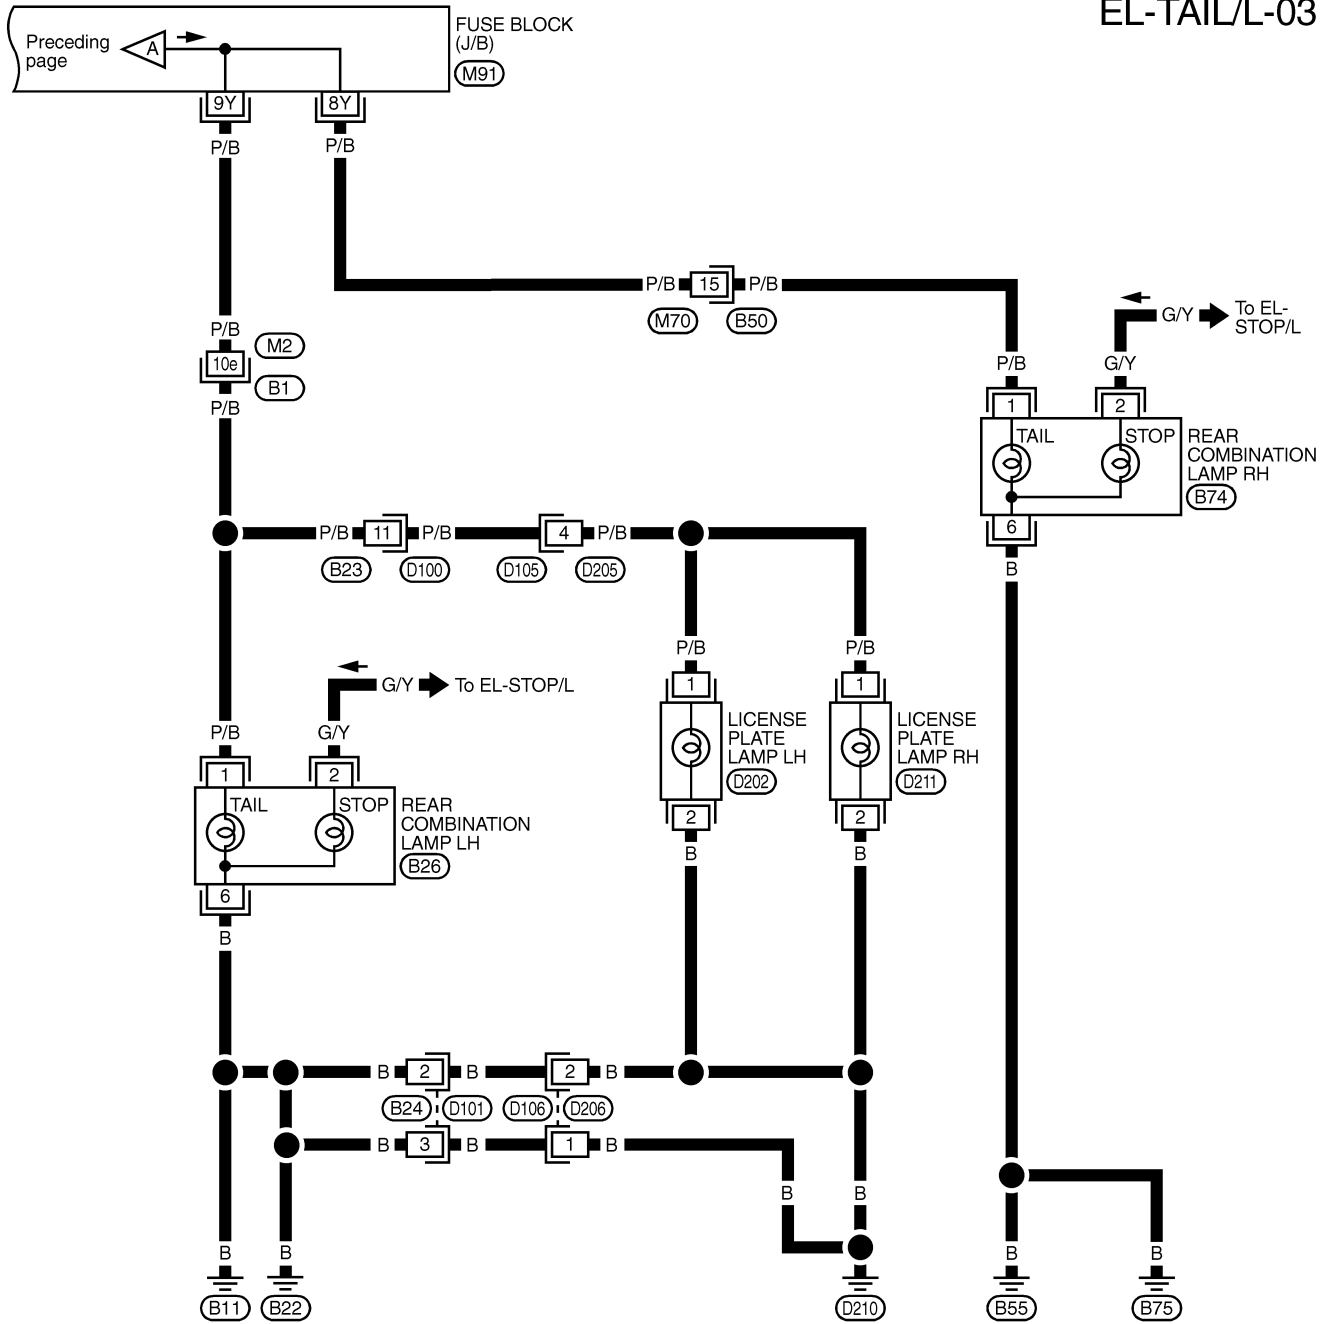 EL-TAIL/L-03
FUSE BLOCK
(J/B)
M91
Preceding
page
A
9Y
8Y
P/B
P/B
P/B
15
P/B
M70
B50
G/Y
To EL-
STOP/L
P/B
M2
10e
B1
P/B
P/B
G/Y
1
2
TAIL
STOP
REAR
COMBINATION
LAMP RH
B74
6
B
P/B
11
P/B
4
P/B
B23
D100
D105
D205
P/B
P/B
G/Y
To EL-STOP/L
1
1
P/B
G/Y
LICENSE
PLATE
LAMP LH
D202
LICENSE
PLATE
LAMP RH
D211
1
2
2
2
TAIL
STOP
REAR
COMBINATION
LAMP LH
B26
B
B
6
B
B
2
B
2
B
B24
D101
D106
D206
B
3
B
1
B
B
B
B
B
B
B
B11
B22
D210
B55
B75